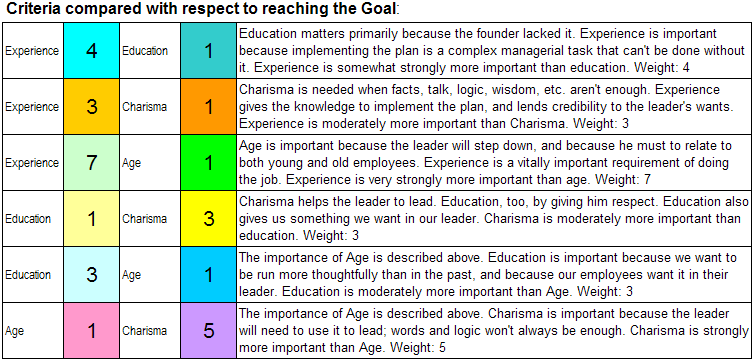 Criteria compared with respect to reaching the Goal:
Experience 4 Education 1 Education matters primarily because the founder lacked it. Experience is important
because implementing the plan is a complex managerial task that can't be done without
it. Experience is somewhat strongly more important than education. Weight: 4
Experience 3 Charisma 1 Charisma is needed when facts, talk, logic, wisdom, etc. aren't enough. Experience
gives the knowledge to implement the plan, and lends credibility to the leader's wants.
Experience is moderately more important than Charisma. Weight: 3
Experience 7 Age 1 Age is important because the leader will step down, and because he must to relate to
both young and old employees. Experience is a vitally important requirement of doing
the job. Experience is very strongly more important than age. Weight: 7
Education 1 Charisma 3 Charisma helps the leader to lead. Education, too, by giving him respect. Education also
gives us something we want in our leader. Charisma is moderately more important than
education. Weight: 3
Education 3 Age 1 The importance of Age is described above. Education is important because we want to
be run more thoughtfully than in the past, and because our employees want it in their
leader. Education is moderately more important than Age. Weight: 3
Age 1 Charisma 5 The importance of Age is described above. Charisma is important because the leader
will need to use it to lead; words and logic won't always be enough. Charisma is strongly
more important than Age. Weight: 5